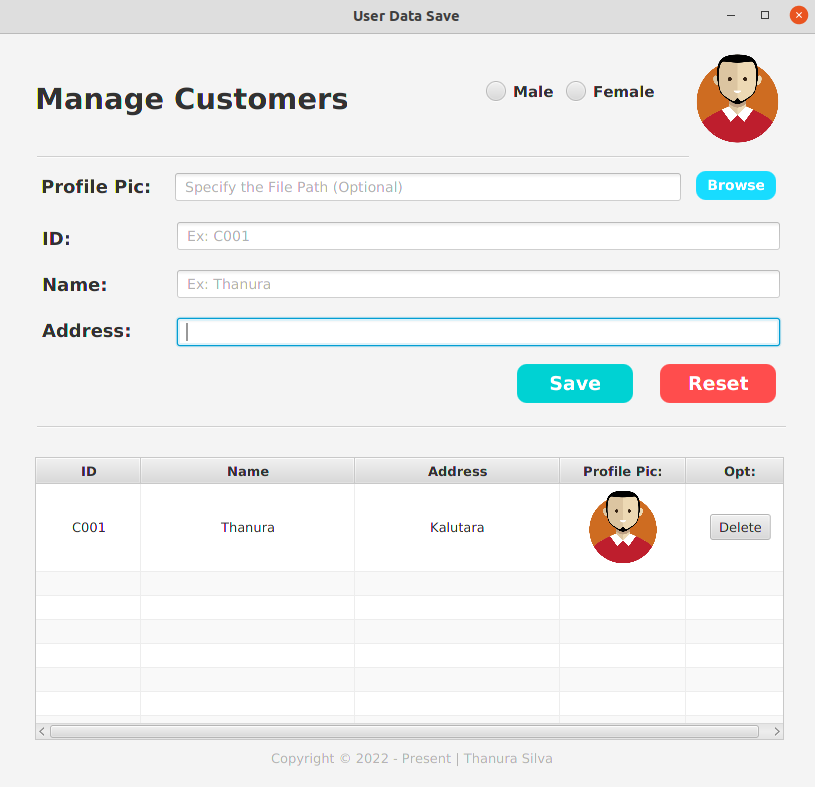 User Data Save
Manage Customers
Male Female
Profile Pic: Specify the File Path (Optional) Browse
ID: Ex: C001
Name: Ex: Thanura
Address:
Save Reset
ID Name Address Profile Pic: Opt:
C001 Thanura Kalutara Delete
Copyright © 2022 - Present | Thanura Silva